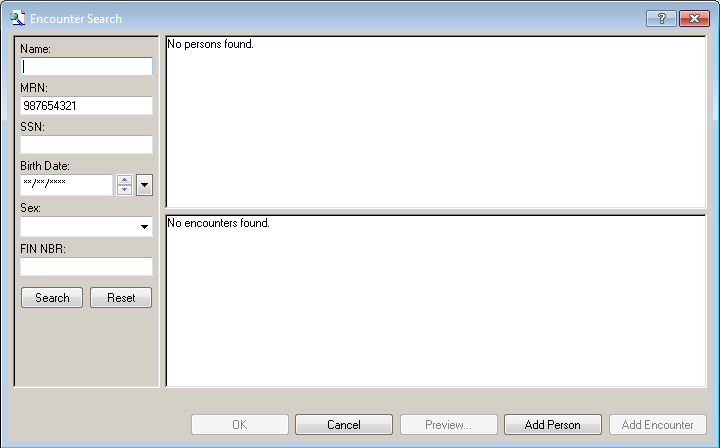 Encounter Search
?
Name:
MRN:
987654321
SSN:
Birth Date:
**/**/****
Sex:
FIN NBR:
Search Reset
No persons found.
No encounters found.
OK Cancel Preview... Add Person Add Encounter